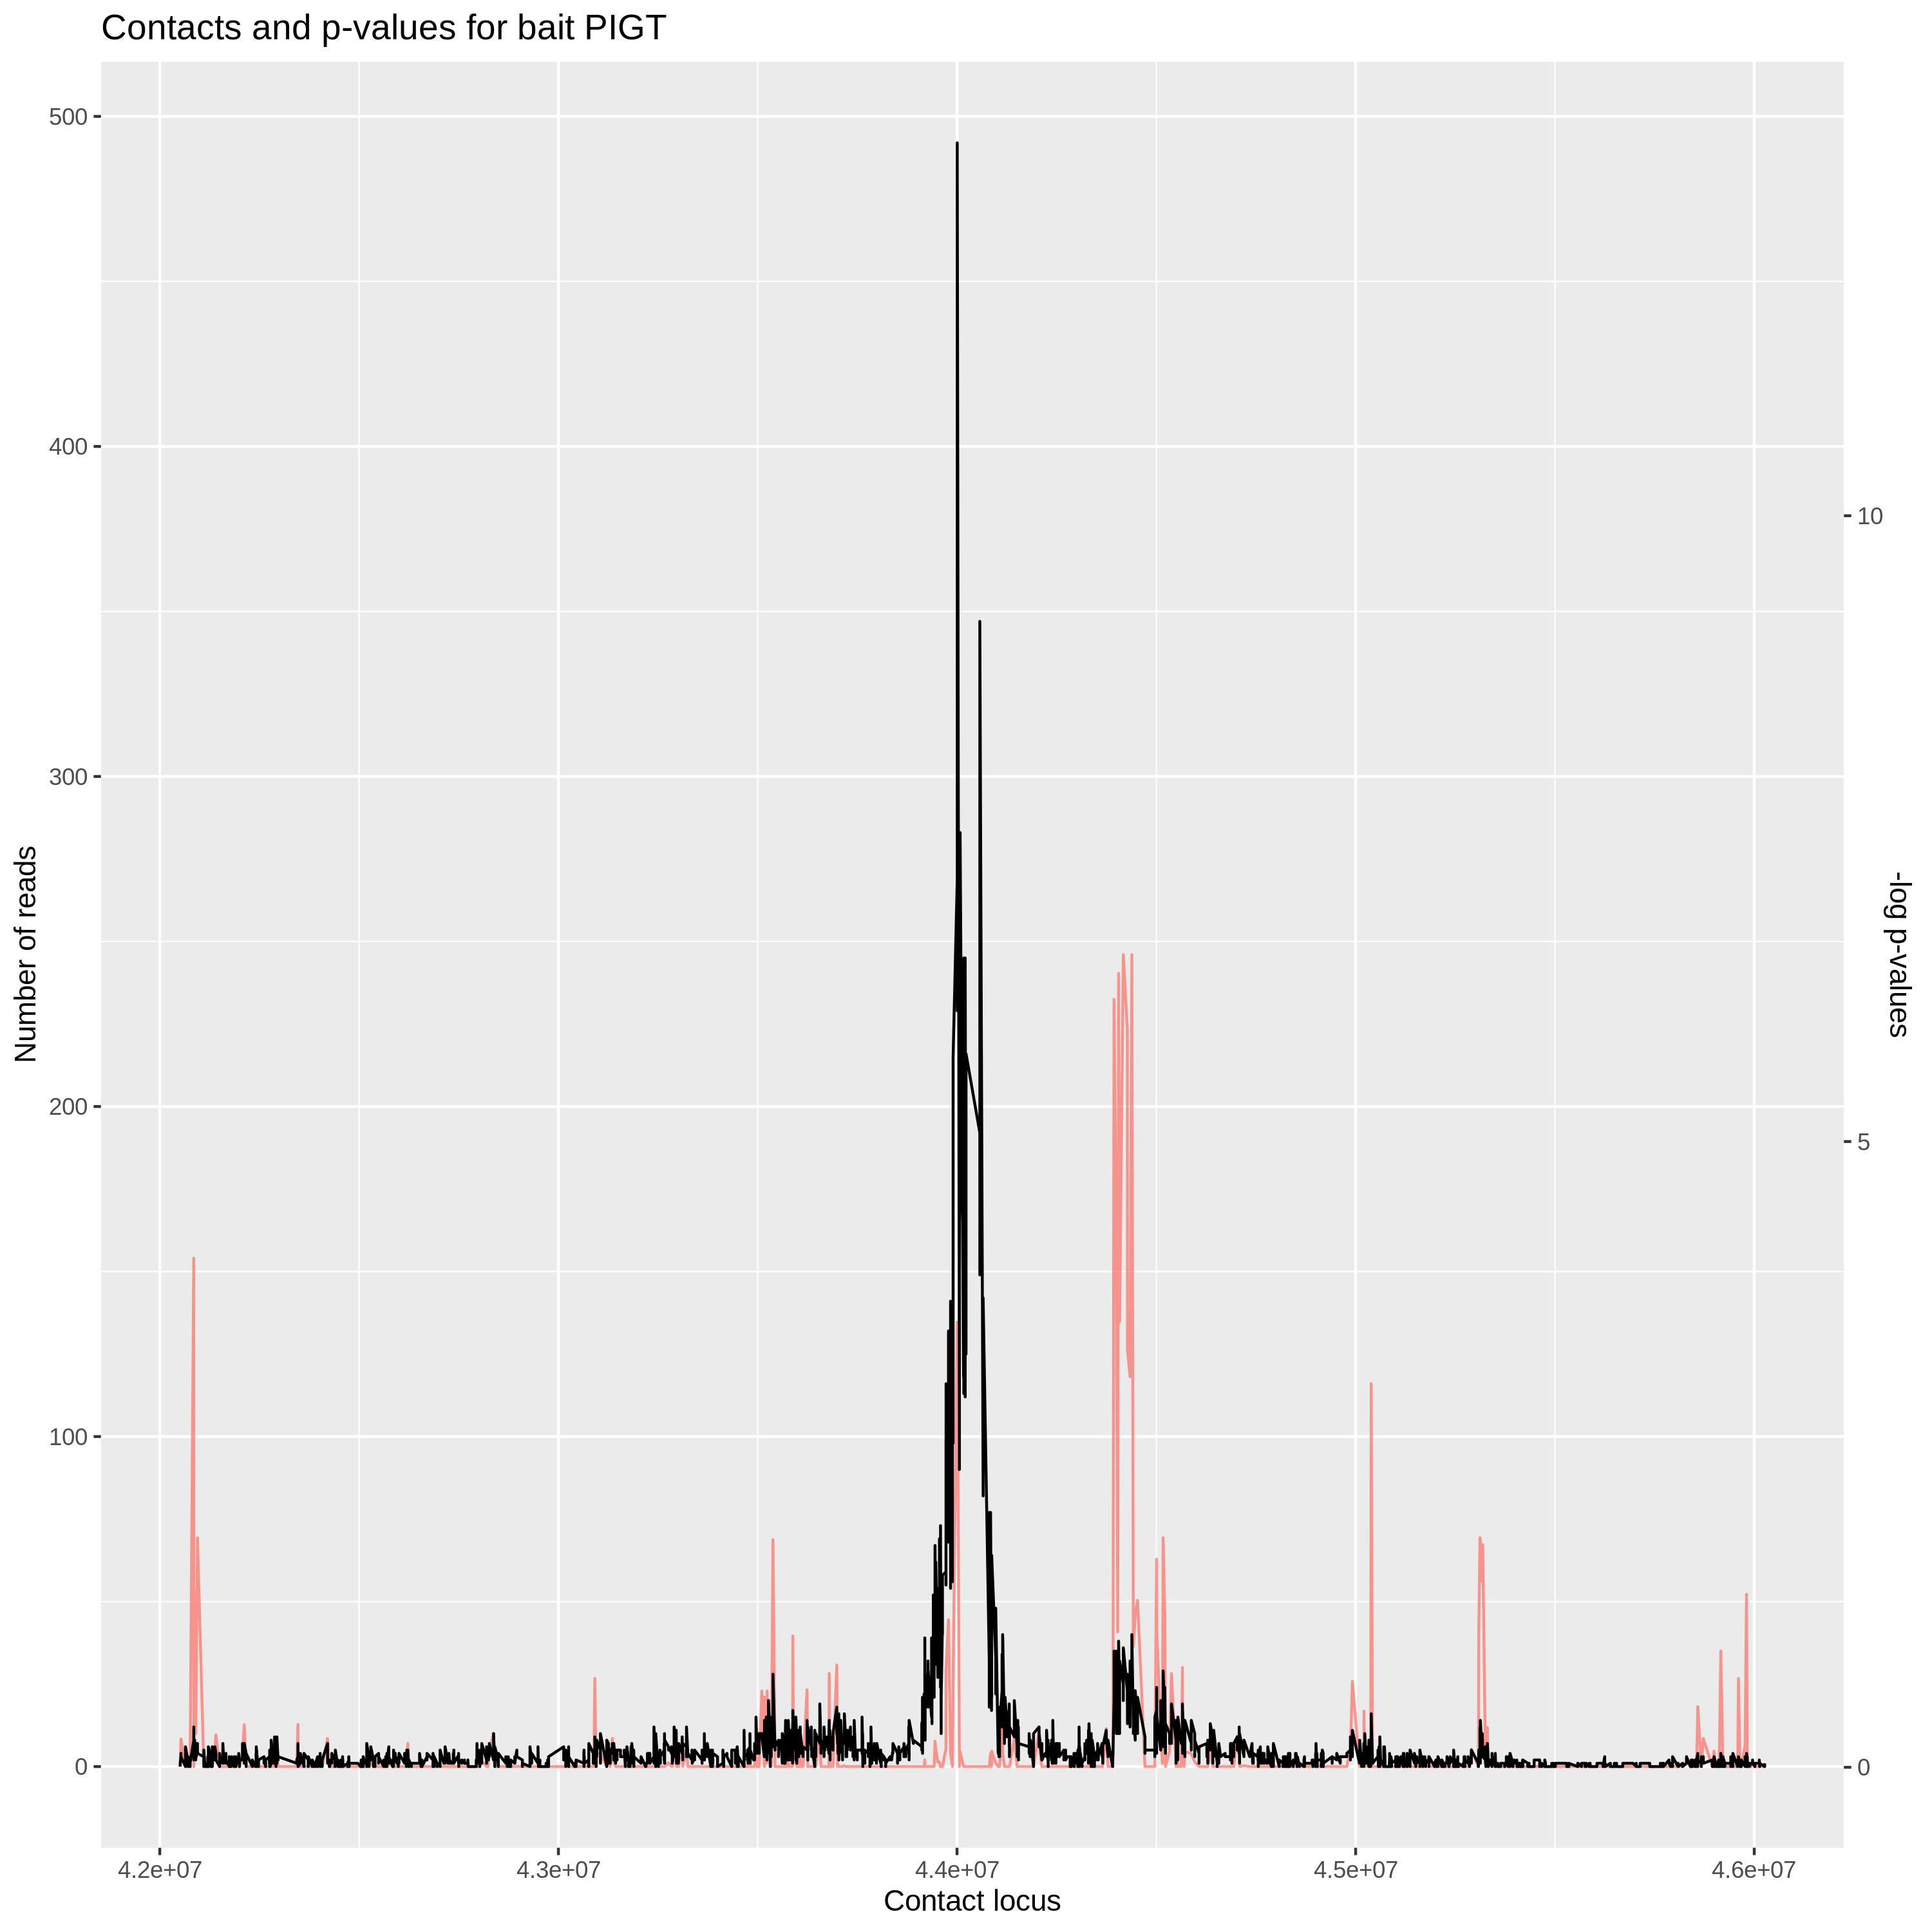 Contacts and p-values for bait PIGT
500
400
300
200
100
0
Number of reads
10
5
0
-log p-values
4.2e+07 4.3e+07 4.4e+07 4.5e+07 4.6e+07
Contact locus